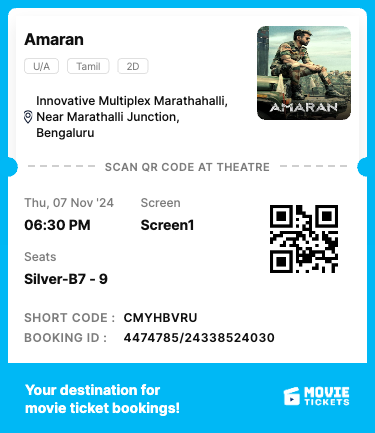 Amaran
U/A Tamil 2D
AMARAN
Innovative Multiplex Marathahalli,
Near Marathalli Junction,
Bengaluru
SCAN QR CODE AT THEATRE
Thu, 07 Nov '24 Screen
06:30 PM Screen1
Seats
Silver-B7 - 9
SHORT CODE : CMYHBVRU
BOOKING ID : 4474785/24338524030
Your destination for
movie ticket bookings!
MOVIE
TICKETS